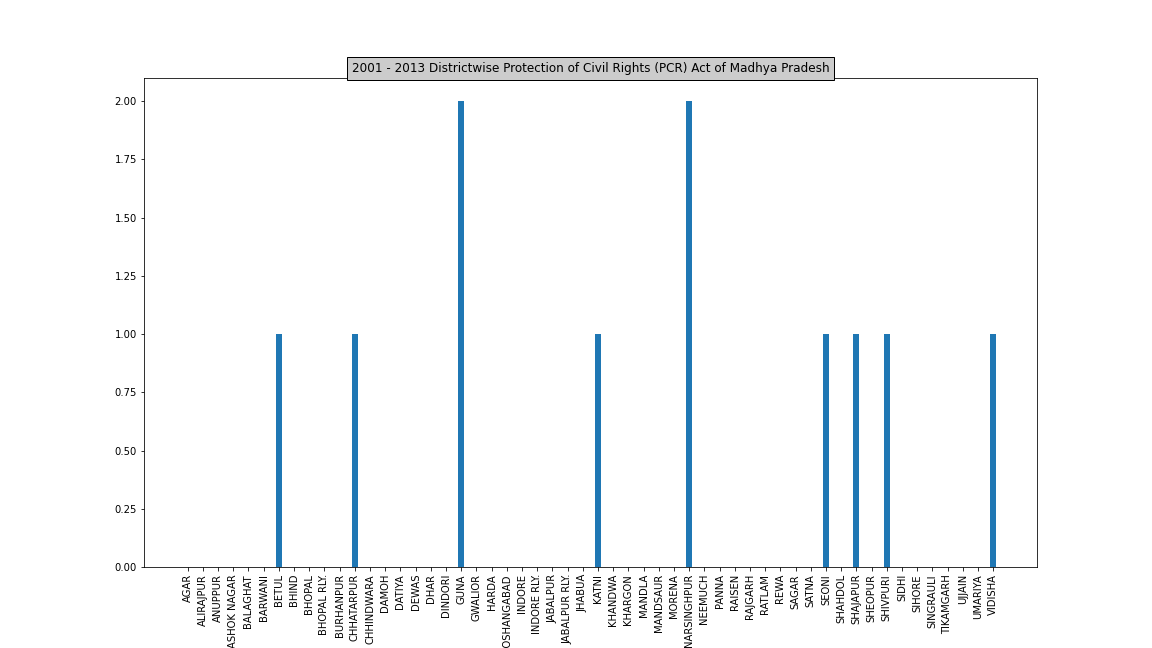 2001 - 2013 Districtwise Protection of Civil Rights (PCR) Act of Madhya Pradesh
2.00
1.75
1.50
1.25
1.00
0.75
0.50
0.25
0.00
AGAR
ALIRAJPUR
ANUPPUR
ASHOK NAGAR
BALAGHAT
BARWANI
BETUL
BHIND
BHOPAL
BHOPAL RLY.
BURHANPUR
CHHATARPUR
CHHINDWARA
DAMOH
DATIYA
DEWAS
DHAR
DINDORI
GUNA
GWALIOR
HARDA
OSHANGABAD
INDORE
INDORE RLY.
JABALPUR
JABALPUR RLY.
JHABUA
KATNI
KHANDWA
KHARGON
MANDLA
MANDSAUR
MORENA
NARSINGHPUR
NEEMUCH
PANNA
RAISEN
RAJGARH
RATLAM
REWA
SAGAR
SATNA
SEONI
SHAHDOL
SHAJAPUR
SHEOPUR
SHIVPURI
SIDHI
SIHORE
SINGRAULI
TIKAMGARH
UJJAIN
UMARIYA
VIDISHA